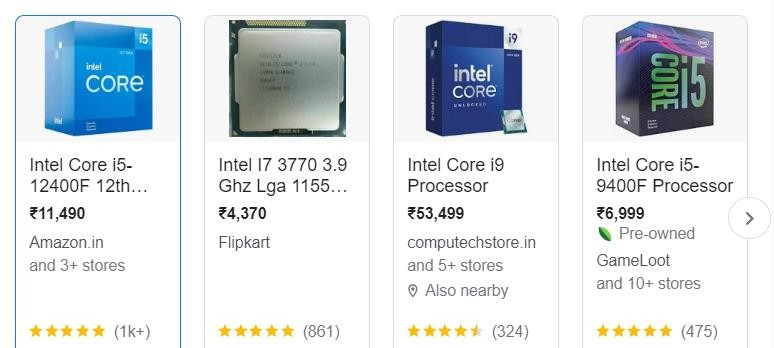 i5
intel
CORE
Intel Core i5-
12400F 12th…
₹11,490
Amazon.in
and 3+ stores
(1k+)
Intel I7 3770 3.9
Ghz Lga 1155…
₹4,370
Flipkart
(861)
i9
intel
CORE
UNLOCKED
Intel Core i9
Processor
₹53,499
computechstore.in
and 5+ stores
Also nearby
(324)
intel
CORE i5
Intel Core i5-
9400F Processor
₹6,999
Pre-owned
GameLoot
and 10+ stores
(475)